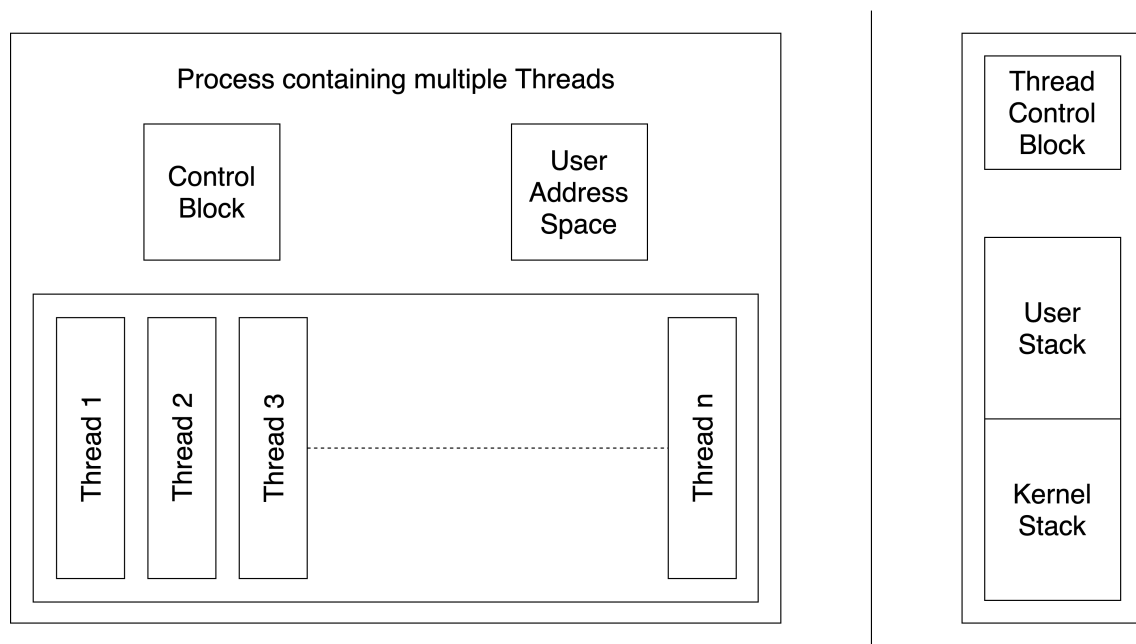 Process containing multiple Threads
Control
Block
User
Address
Space
Thread 1
Thread 2
Thread 3
Thread n
Thread
Control
Block
User
Stack
Kernel
Stack